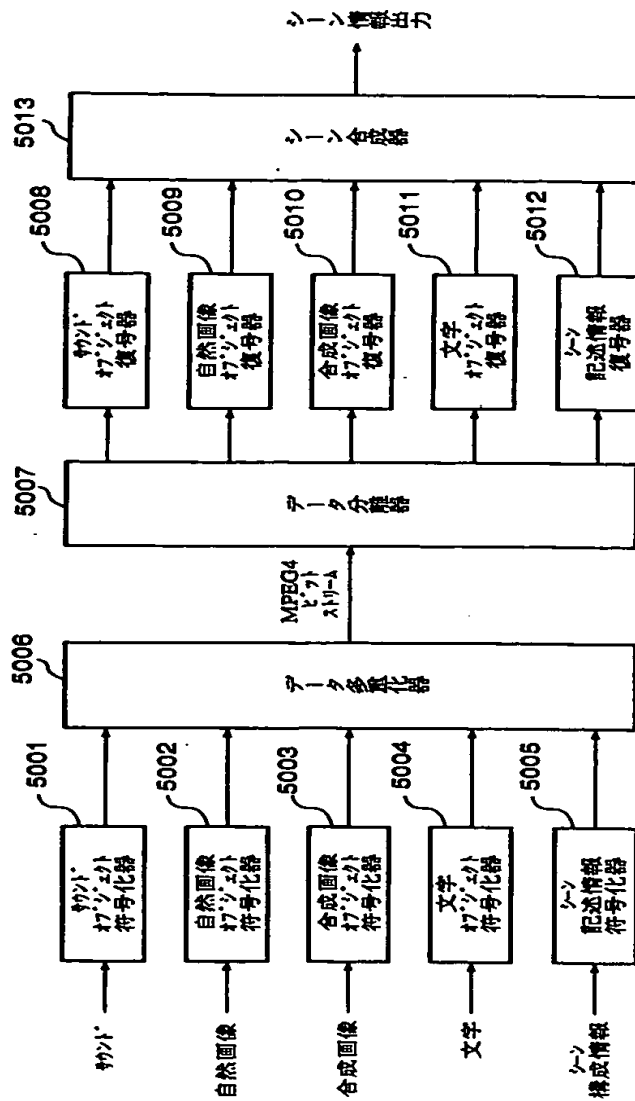 サウンド
自然画像
合成画像
文字
シーン
構成情報
5001
サウンド
オブジェクト
符号化器
5002
自然画像
オブジェクト
符号化器
5003
合成画像
オブジェクト
符号化器
5004
文字
オブジェクト
符号化器
5005
シーン
記述情報
符号化器
5006
データ多重化器
MPEG4
ビット
ストリーム
5007
データ分離器
5008
サウンド
オブジェクト
復号器
5009
自然画像
オブジェクト
復号器
5010
合成画像
オブジェクト
復号器
5011
文字
オブジェクト
復号器
5012
シーン
記述情報
復号器
5013
シーン合成器
シーン情報出力